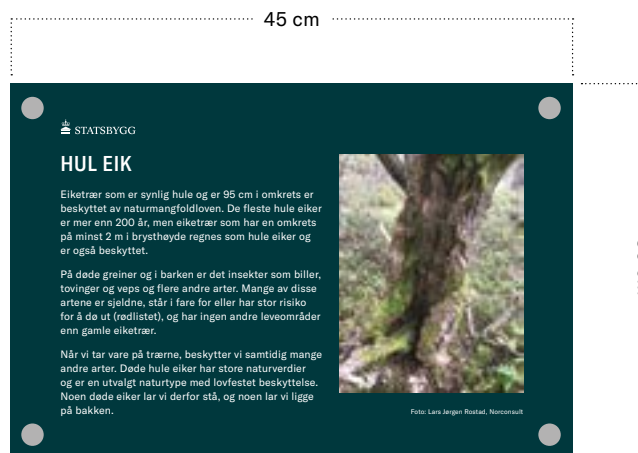 45 cm
STATSBYGG
HUL EIK
Eiketrær som er synlig hule og er 95 cm i omkrets er
beskyttet av naturmangfoldloven. De fleste hule eiker
er mer enn 200 år, men eiketrær som har en omkrets
på minst 2 m i brysthøyde regnes som hule eiker og
er også beskyttet.
På døde greiner og i barken er det insekter som biller,
tovinger og veps og flere andre arter. Mange av disse
artene er sjeldne, står i fare for eller har stor risiko
for å dø ut (rødlistet), og har ingen andre leveområder
enn gamle eiketrær.
Når vi tar vare på trærne, beskytter vi samtidig mange
andre arter. Døde hule eiker har store naturverdier
og er en utvalgt naturtype med lovfestet beskyttelse.
Noen døde eiker lar vi derfor stå, og noen lar vi ligge
på bakken.
Foto: Lars Jørgen Rostad, Norconsult